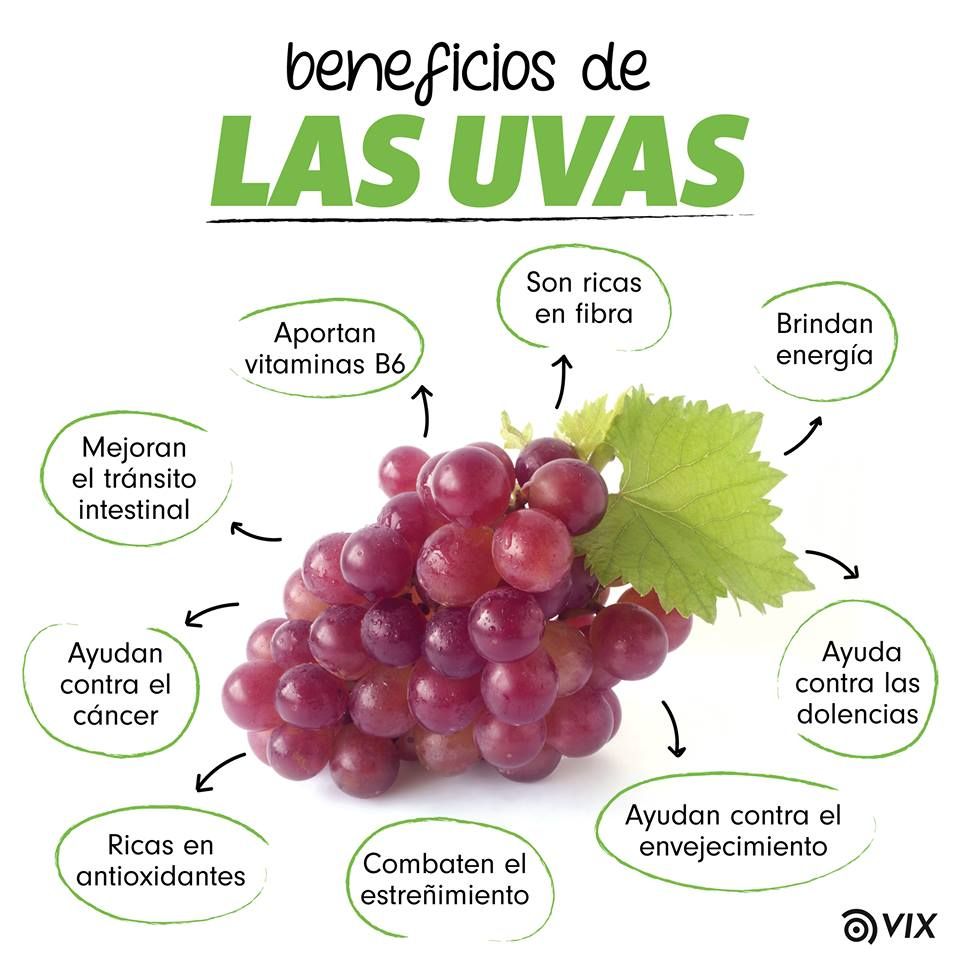 beneficios de
LAS UVAS
Son ricas
en fibra
Aportan
vitaminas B6
Brindan
energía
Mejoran
el tránsito
intestinal
Ayudan
contra el
cáncer
Ayuda
contra las
dolencias
Ricas en
antioxidantes
Combaten el
estreñimiento
Ayudan contra el
envejecimiento
VIX